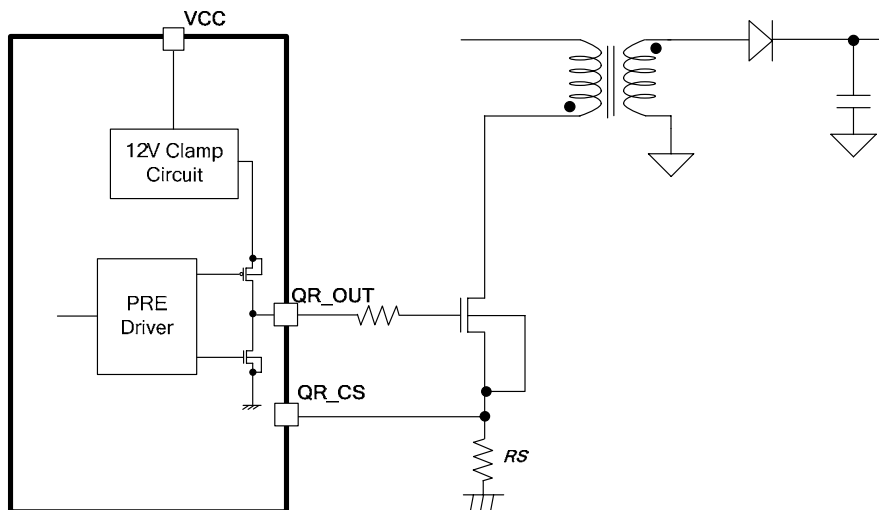 VCC
12V Clamp
Circuit
PRE
Driver
QR_OUT
QR_CS
RS